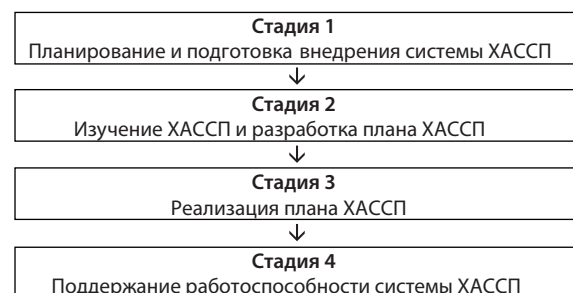 Стадия 1
Планирование и подготовка внедрения системы ХАССП
Стадия 2
Изучение ХАССП и разработка плана ХАССП
Стадия 3
Реализация плана ХАССП
Стадия 4
Поддержание работоспособности системы ХАССП